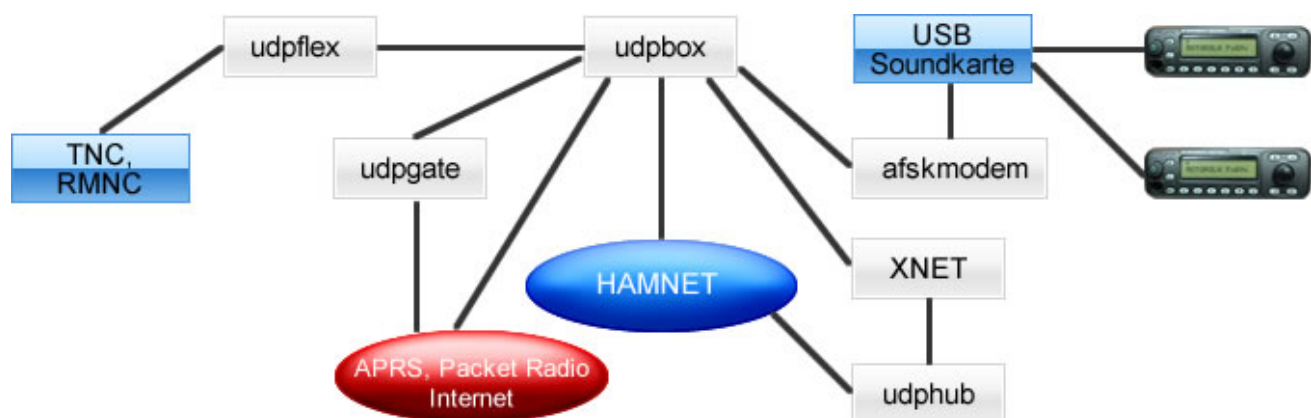 udpflex
udpbox
USB
Soundkarte
TNC,
RMNC
udpgate
afskmodem
HAMNET
XNET
APRS, Packet Radio
Internet
udphub